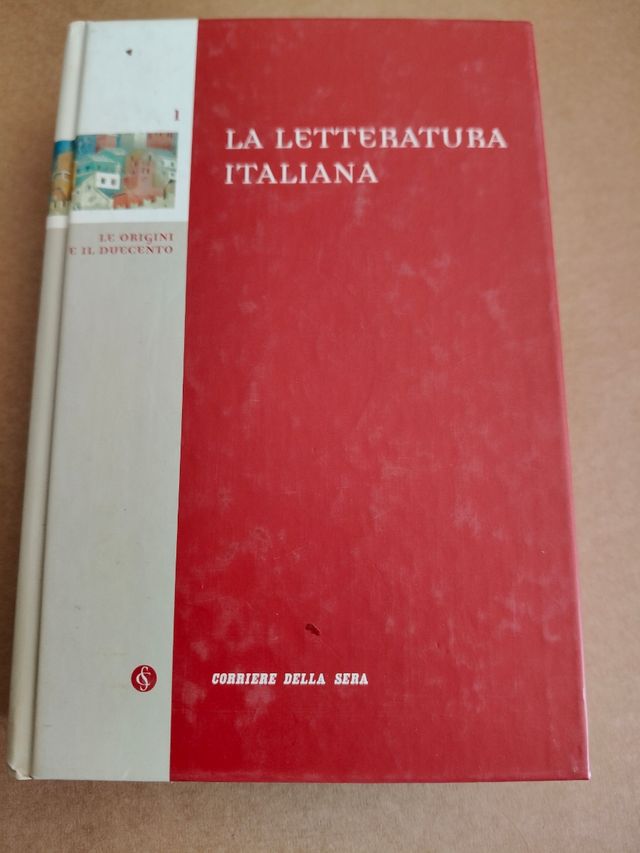 1
LA LETTERATURA
ITALIANA
LE ORIGINI
E IL DUECENTO
CORRIERE DELLA SERA